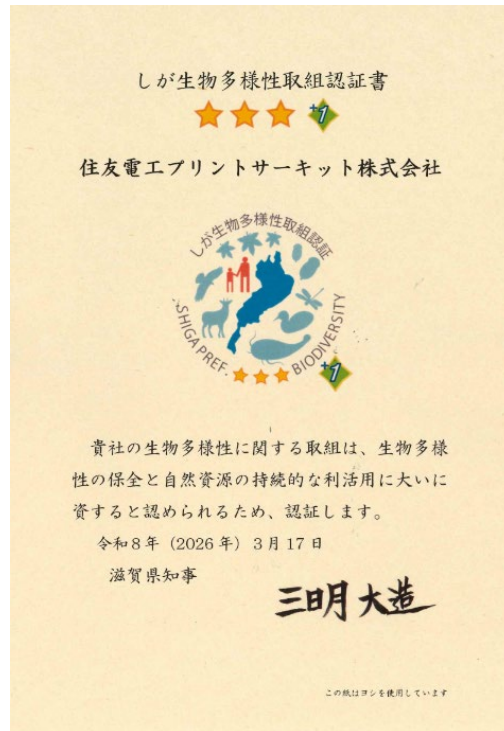 しが生物多様性取組認証書
+1
住友電工プリントサーキット株式会社
しが生物多様性取組認証
SHIGA PREF. BIODIVERSITY
+1
貴社の生物多様性に関する取組は、生物多様
性の保全と自然資源の持続的な利活用に大いに
資すると認められるため、認証します。
令和8年（2026年）3月17日
滋賀県知事
三日月大造
この紙はヨシを使用しています